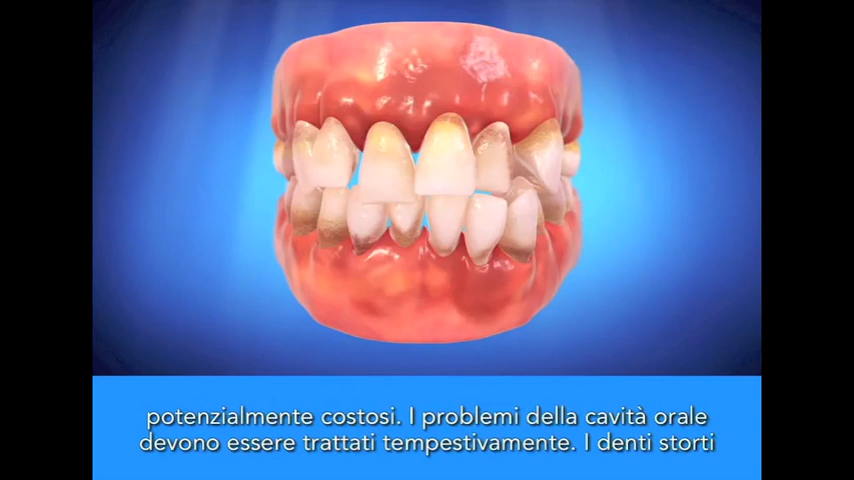 potenzialmente costosi. I problemi della cavità orale
devono essere trattati tempestivamente. I denti storti